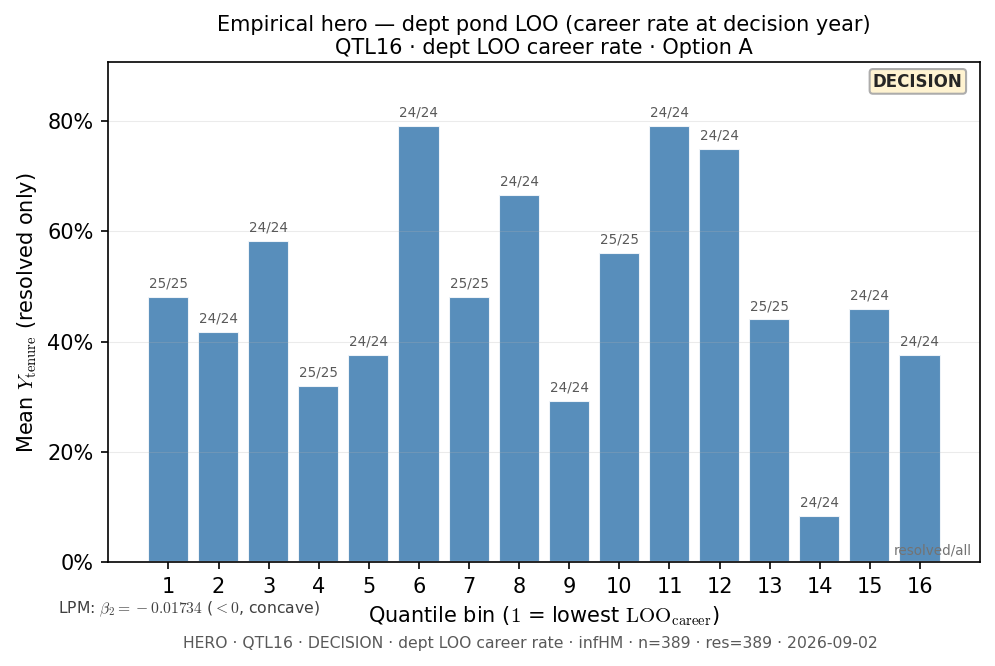 Empirical hero — dept pond LOO (career rate at decision year)
QTL16 · dept LOO career rate · Option A
DECISION
Mean Y_tenure (resolved only)
80%
60%
40%
20%
0%
25/25
24/24
24/24
25/25
24/24
24/24
25/25
24/24
24/24
25/25
24/24
24/24
25/25
24/24
24/24
24/24
resolved/all
1 2 3 4 5 6 7 8 9 10 11 12 13 14 15 16
LPM: β₂ = −0.01734 (<0, concave)
Quantile bin (1 = lowest LOO_career)
HERO · QTL16 · DECISION · dept LOO career rate · infHM · n=389 · res=389 · 2026-09-02